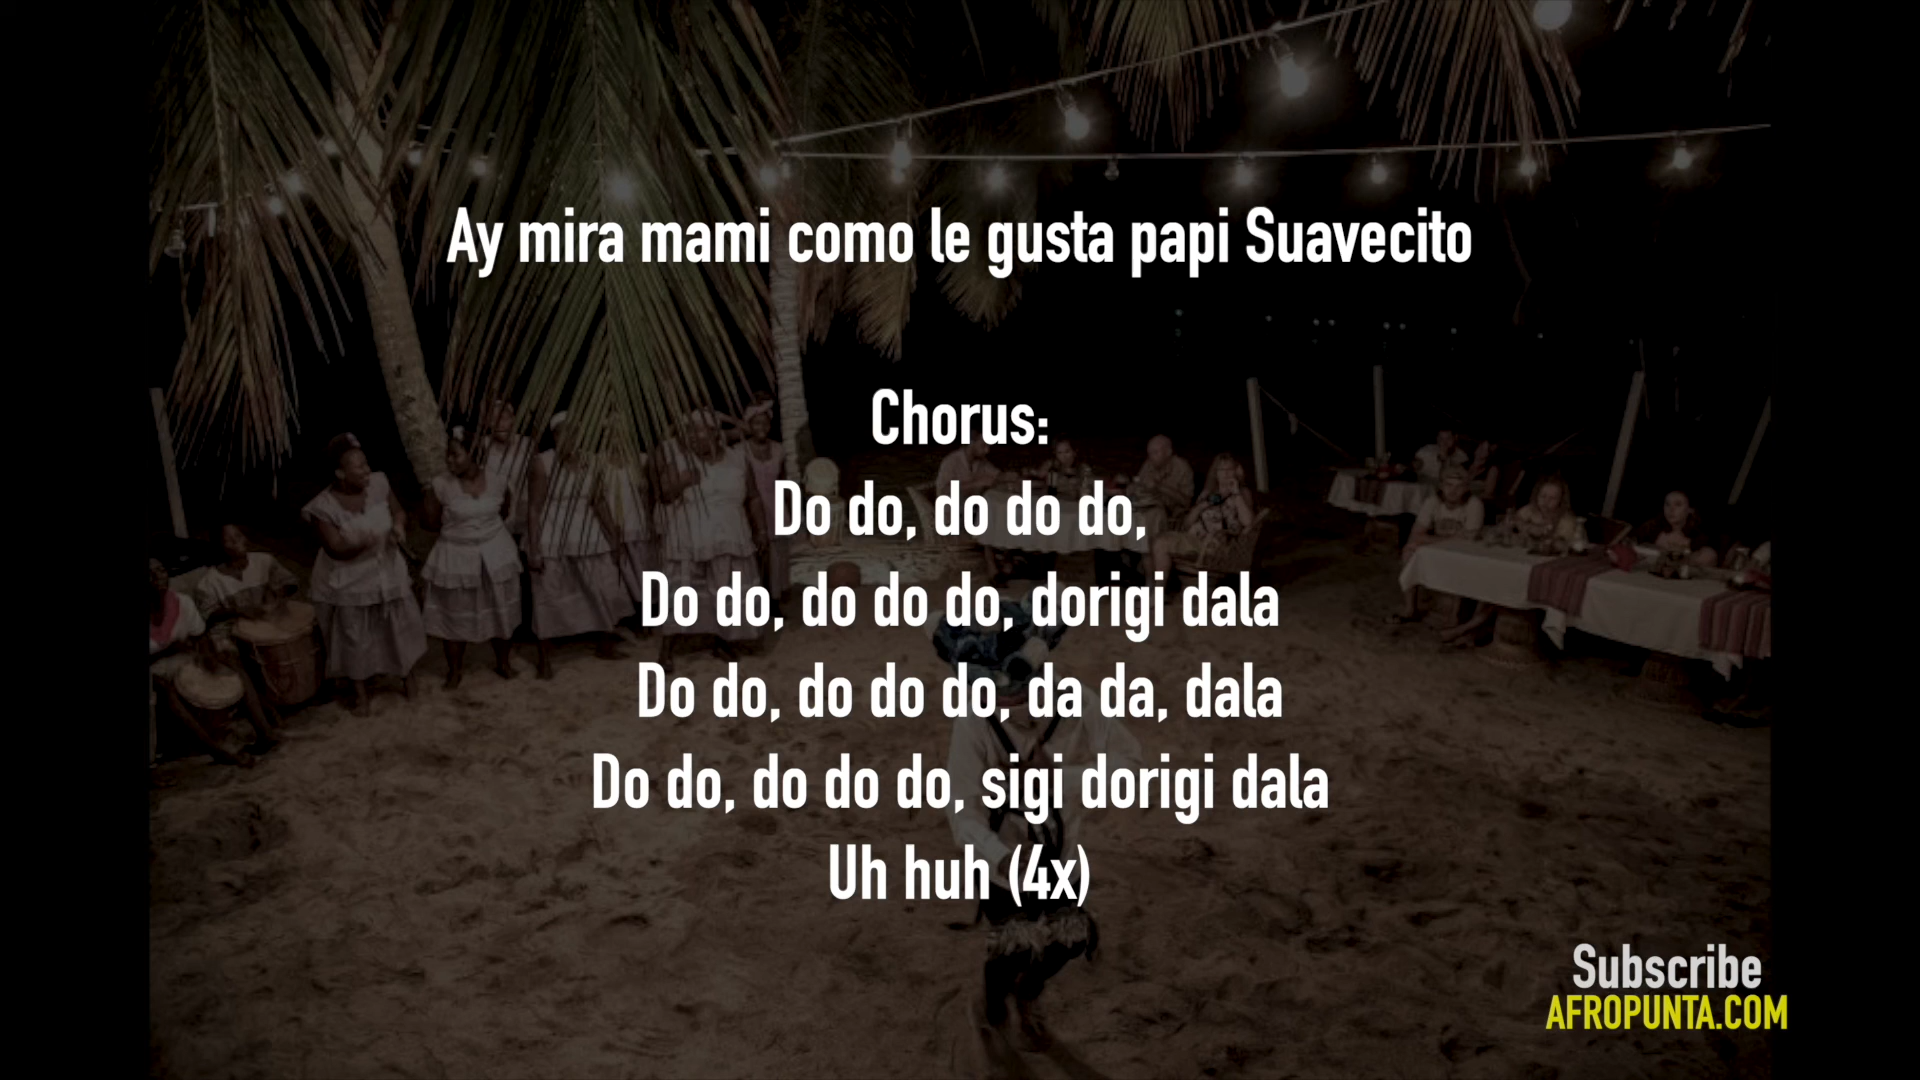 Ay mira mami como le gusta papi Suavecito
Chorus:
Do do, do do do,
Do do, do do do, dorigi dala
Do do, do do do, da da, dala
Do do, do do do, sigi dorigi dala
Uh huh (4x)
Subscribe
AFROPUNTA.COM